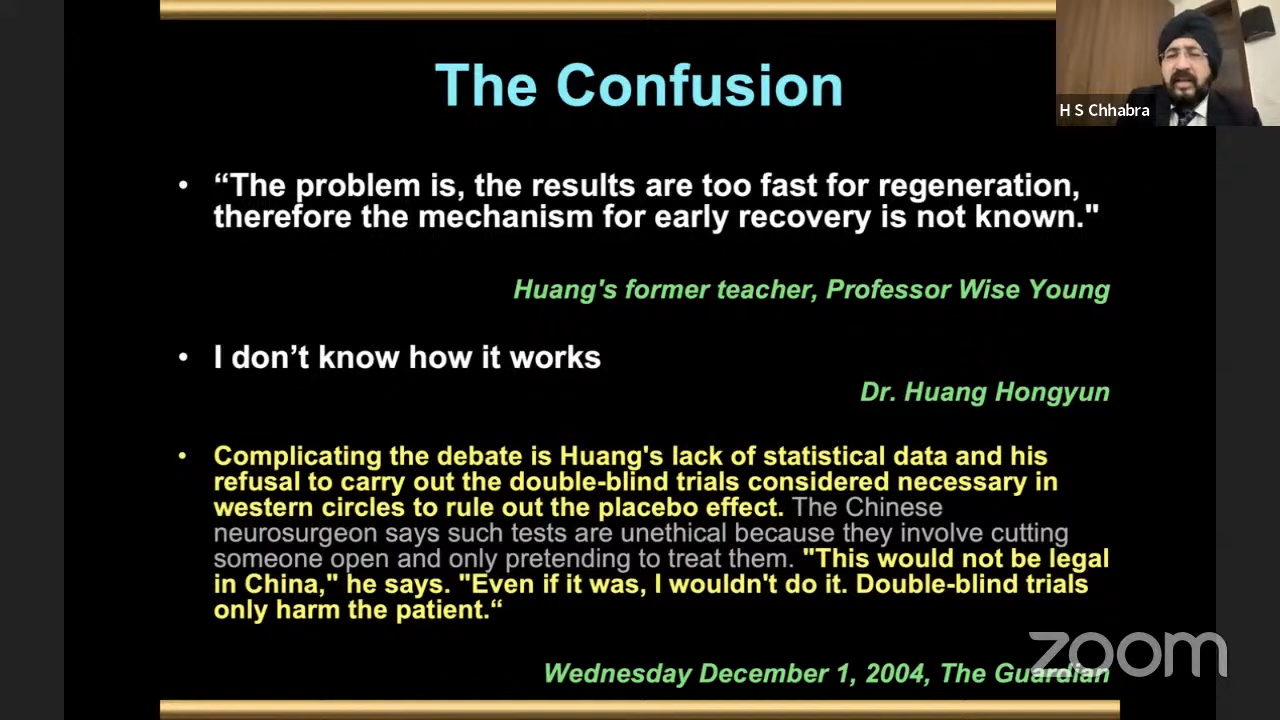 The Confusion
H S Chhabra
• “The problem is, the results are too fast for regeneration,
therefore the mechanism for early recovery is not known."
Huang's former teacher, Professor Wise Young
• I don’t know how it works
Dr. Huang Hongyun
• Complicating the debate is Huang's lack of statistical data and his
refusal to carry out the double-blind trials considered necessary in
western circles to rule out the placebo effect. The Chinese
neurosurgeon says such tests are unethical because they involve cutting
someone open and only pretending to treat them. "This would not be legal
in China," he says. "Even if it was, I wouldn't do it. Double-blind trials
only harm the patient.“
Wednesday December 1, 2004, The Guardian
zoom